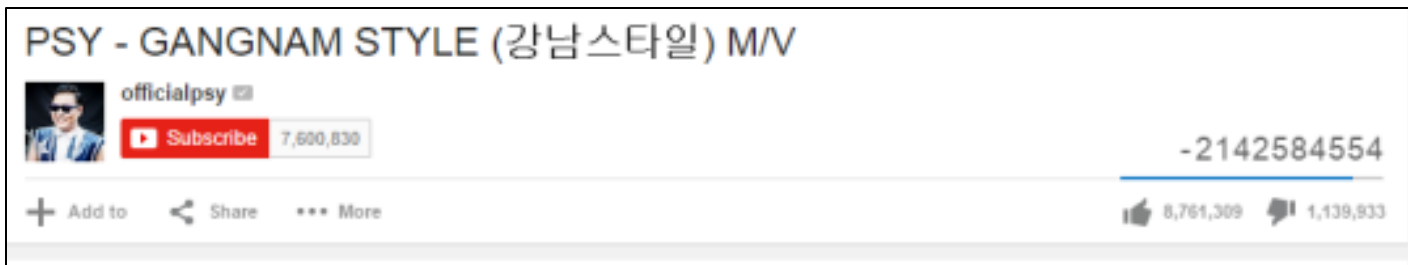 PSY - GANGNAM STYLE (강남스타일) M/V
officialpsy
Subscribe 7,600,830
-2142584554
Add to Share More 8,761,309 1,139,933